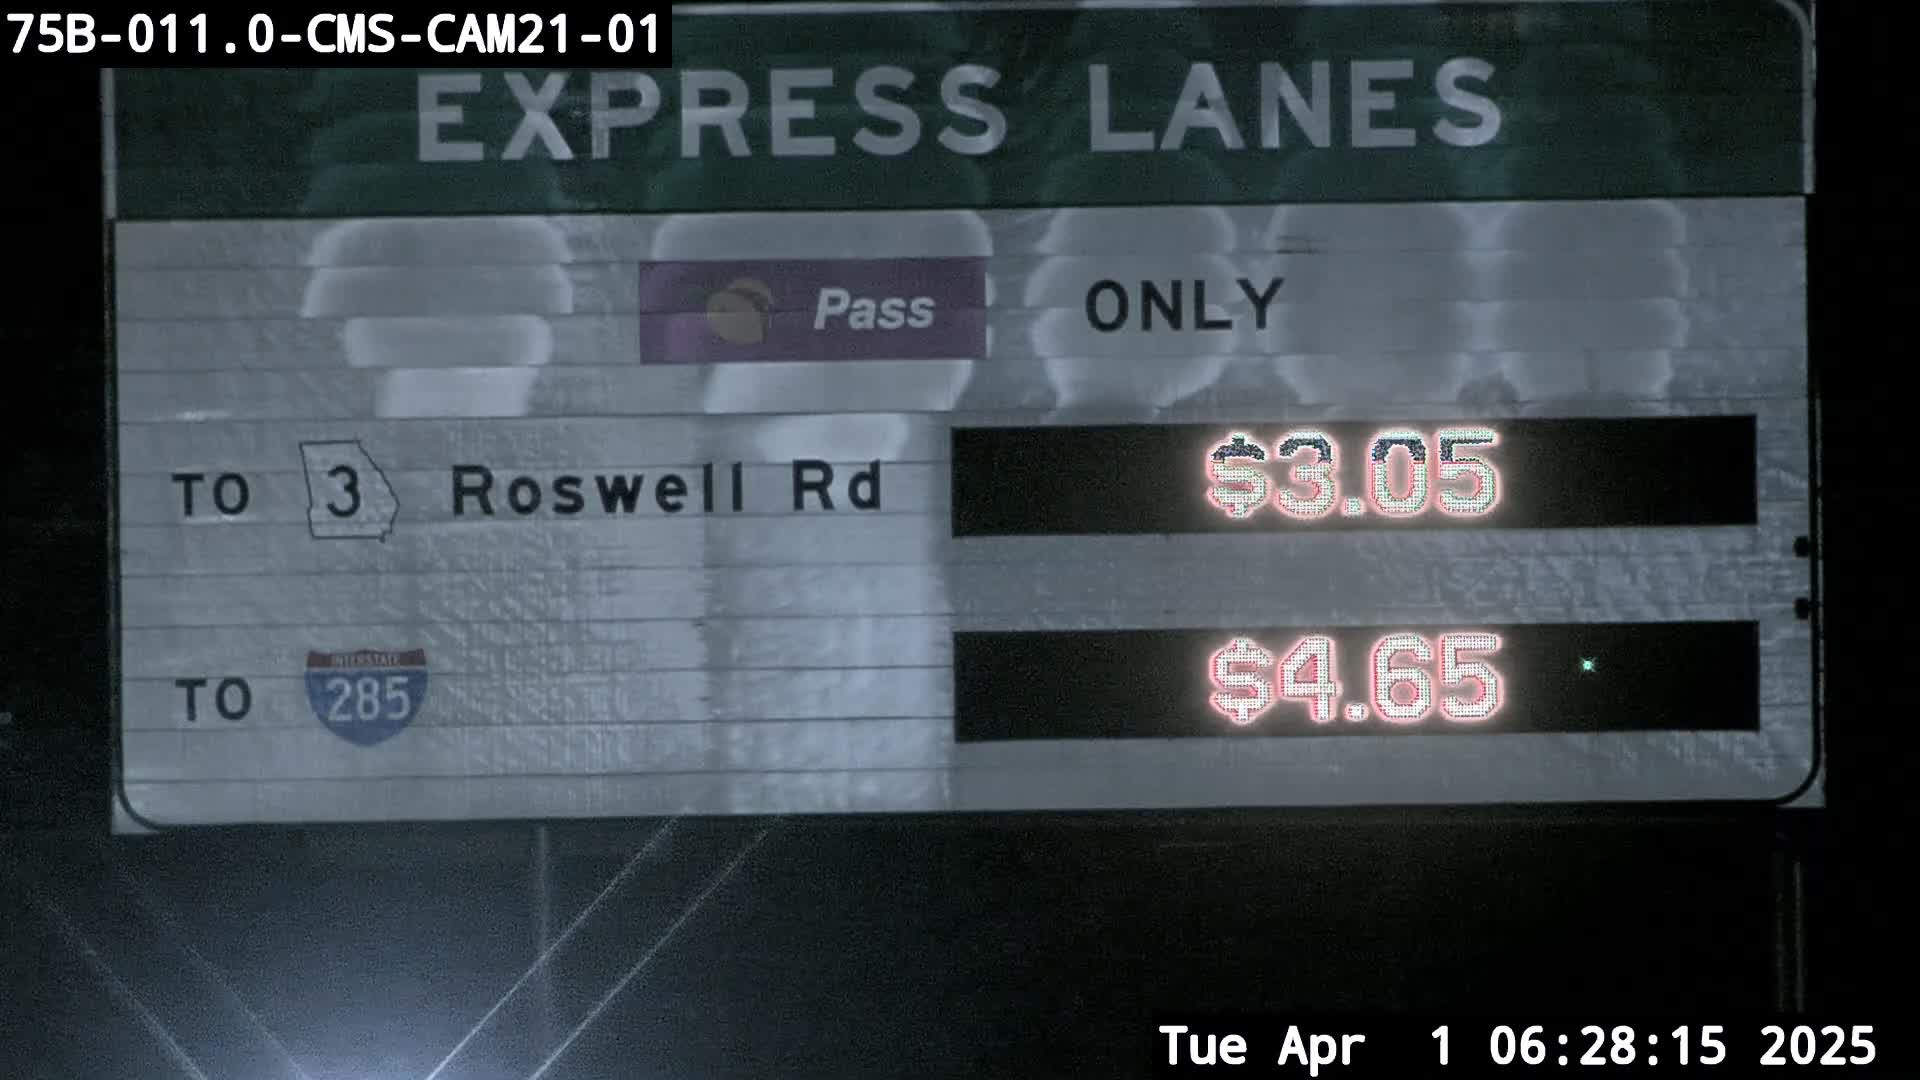 75B-011.0-CMS-CAM21-01
EXPRESS LANES
Pass ONLY
TO 3 Roswell Rd $3.05
TO INTERSTATE 285 $4.65
Tue Apr 1 06:28:15 2025